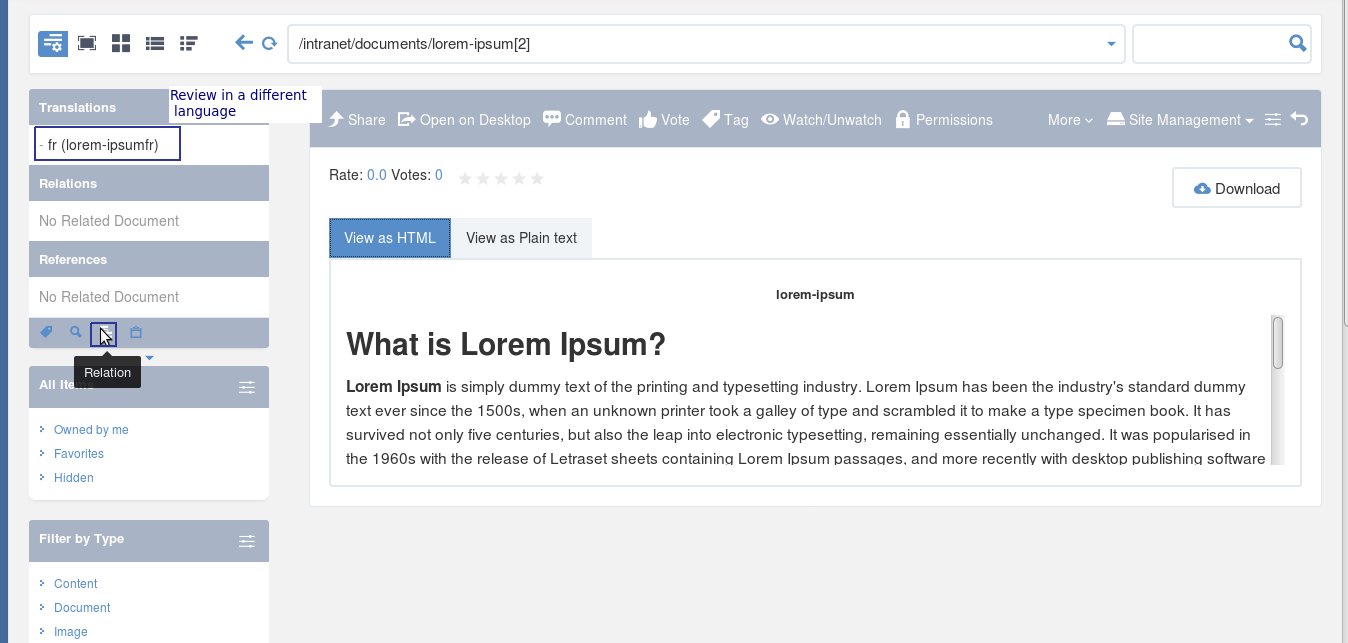 /intranet/documents/lorem-ipsum[2]
Translations
Review in a different
language
- fr (lorem-ipsumfr)
Relations
No Related Document
References
No Related Document
Relation
All Items
Owned by me
Favorites
Hidden
Filter by Type
Content
Document
Image
Share Open on Desktop Comment Vote Tag Watch/Unwatch Permissions More Site Management
Rate: 0.0 Votes: 0
Download
View as HTML View as Plain text
lorem-ipsum
What is Lorem Ipsum?
Lorem Ipsum is simply dummy text of the printing and typesetting industry. Lorem Ipsum has been the industry's standard dummy
text ever since the 1500s, when an unknown printer took a galley of type and scrambled it to make a type specimen book. It has
survived not only five centuries, but also the leap into electronic typesetting, remaining essentially unchanged. It was popularised in
the 1960s with the release of Letraset sheets containing Lorem Ipsum passages, and more recently with desktop publishing software